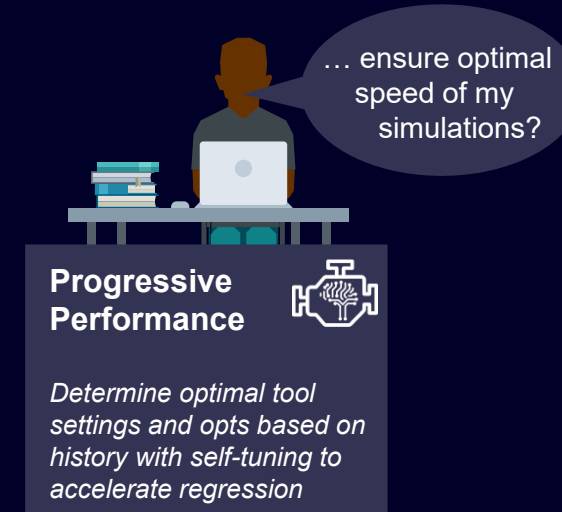 … ensure optimal
speed of my
simulations?
Progressive
Performance
Determine optimal tool
settings and opts based on
history with self-tuning to
accelerate regression